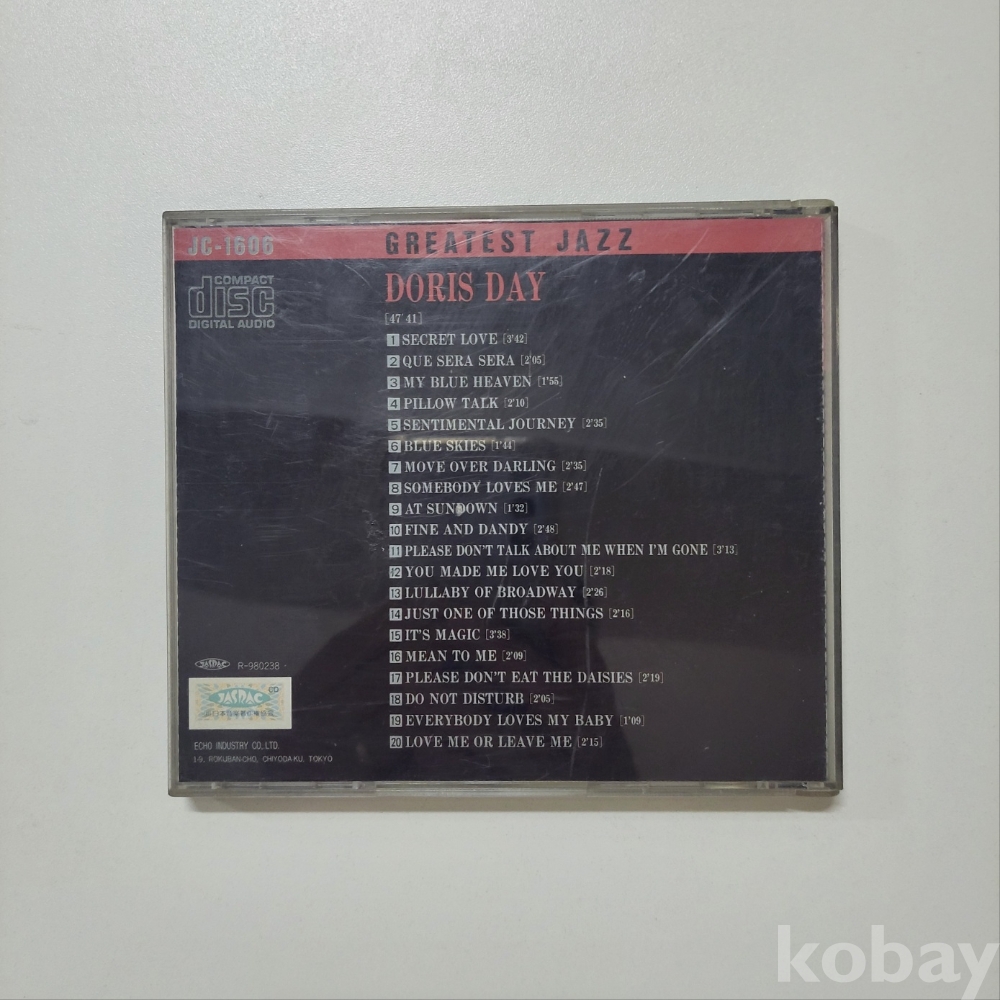 JC-1606
GREATEST JAZZ
COMPACT
disc
DIGITAL AUDIO
DORIS DAY
[47'41]
1 SECRET LOVE [3'42]
2 QUE SERA SERA [2'05]
3 MY BLUE HEAVEN [1'55]
4 PILLOW TALK [2'10]
5 SENTIMENTAL JOURNEY [2'35]
6 BLUE SKIES [1'44]
7 MOVE OVER DARLING [2'35]
8 SOMEBODY LOVES ME [2'47]
9 AT SUNDOWN [1'32]
10 FINE AND DANDY [2'48]
11 PLEASE DON'T TALK ABOUT ME WHEN I'M GONE [3'13]
12 YOU MADE ME LOVE YOU [2'18]
13 LULLABY OF BROADWAY [2'26]
14 JUST ONE OF THOSE THINGS [2'16]
15 IT'S MAGIC [3'38]
16 MEAN TO ME [2'09]
17 PLEASE DON'T EAT THE DAISIES [2'19]
18 DO NOT DISTURB [2'05]
19 EVERYBODY LOVES MY BABY [1'09]
20 LOVE ME OR LEAVE ME [2'15]
JASRAC R-980238
CD
JASRAC
ECHO INDUSTRY CO., LTD.
1-9, ROKUBAN-CHO, CHIYODA-KU, TOKYO
kobay